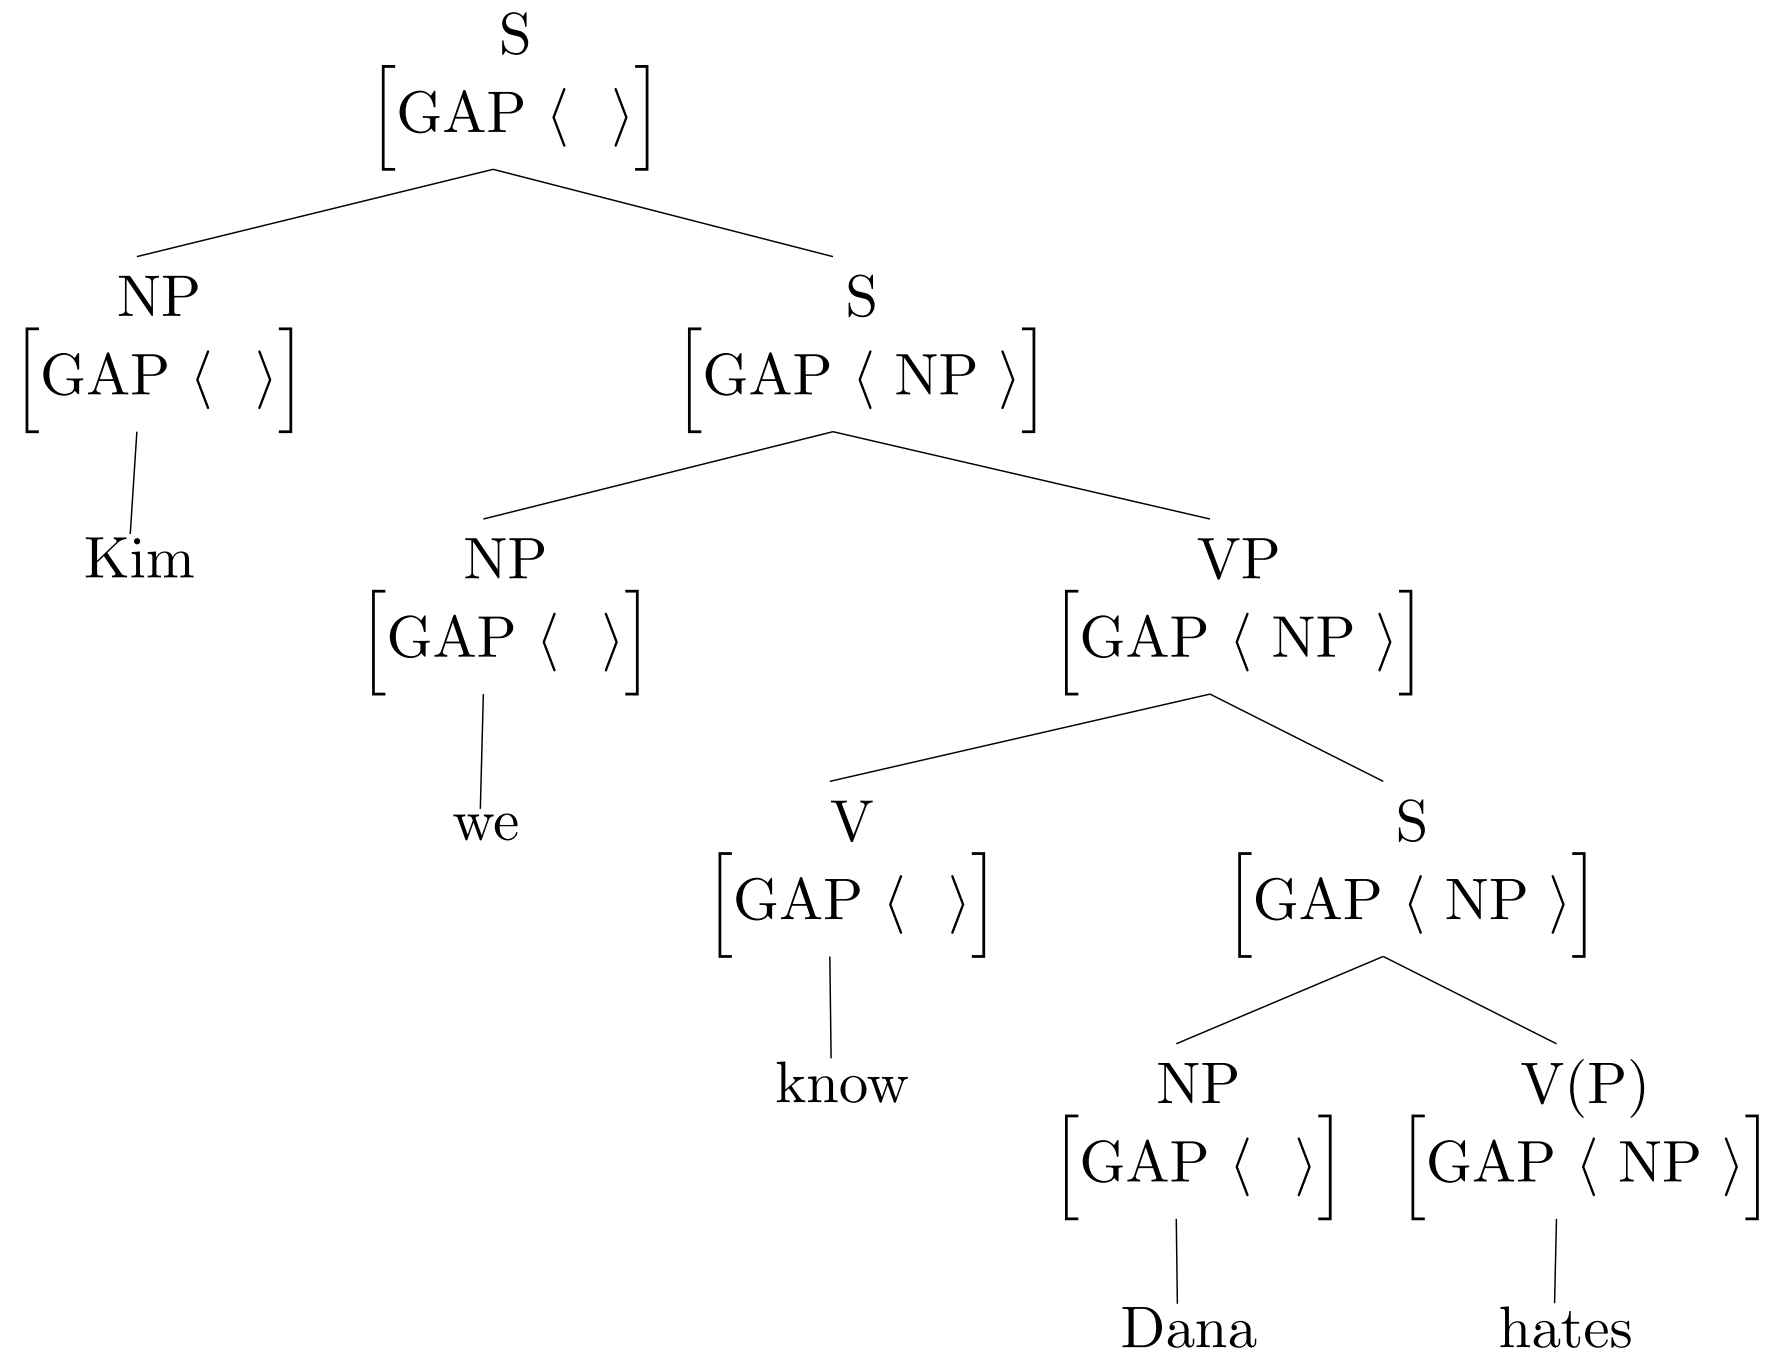 S
[GAP ⟨ ⟩]
NP S
[GAP ⟨ ⟩] [GAP ⟨ NP ⟩]
Kim NP VP
[GAP ⟨ ⟩] [GAP ⟨ NP ⟩]
we V S
[GAP ⟨ ⟩] [GAP ⟨ NP ⟩]
know NP V(P)
[GAP ⟨ ⟩] [GAP ⟨ NP ⟩]
Dana hates